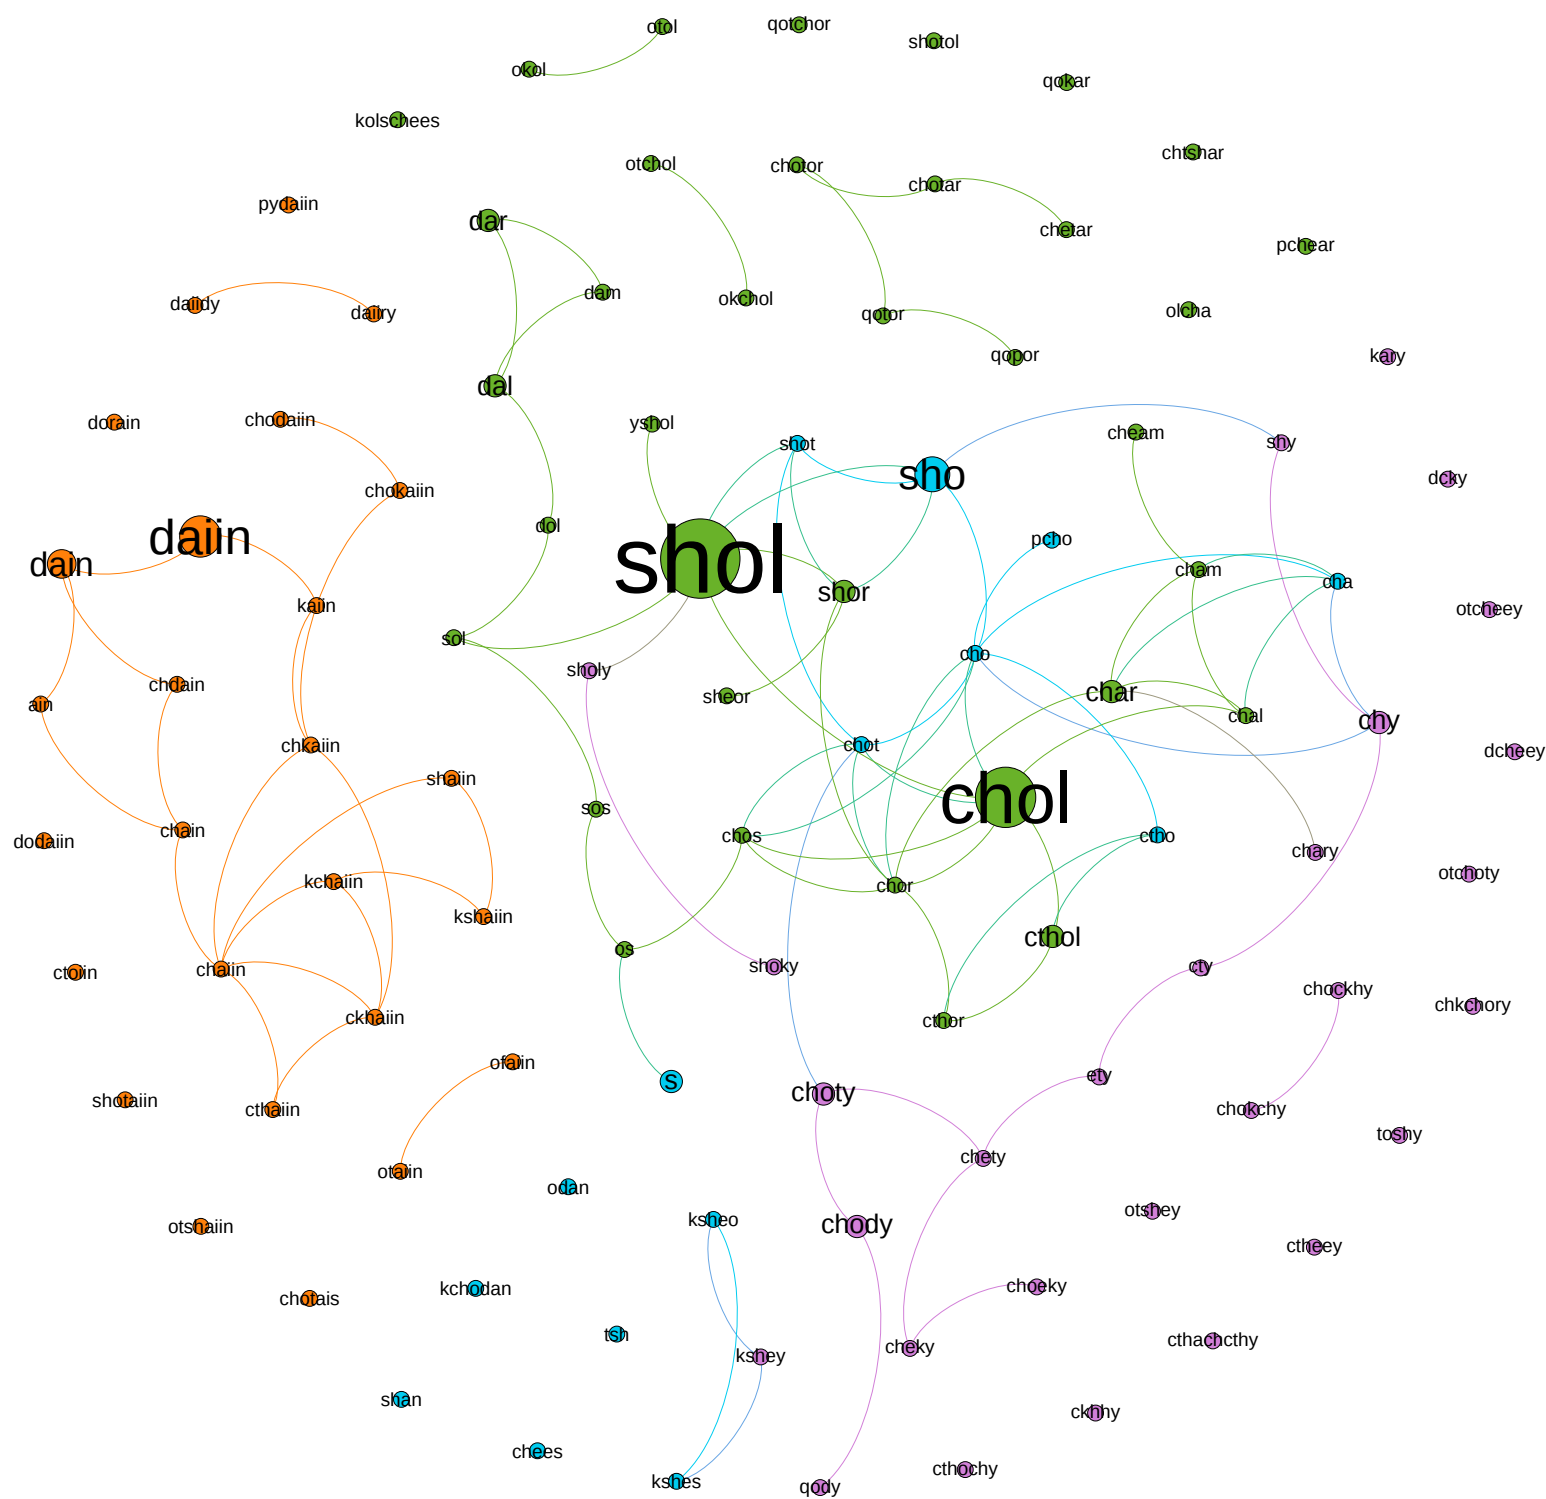 otol
qotchor
shotol
okol
qokar
kolschees
chtshar
otchol
chotor
chotar
pydaiin
dar
chetar
pchear
daiidy
dam
okchol
dairy
qotor
olcha
qopor
kary
dal
dorain
chodaiin
yshol
shot
cheam
shy
sho
dcky
chokaiin
daiin
dol
pcho
shol
dain
cham
cha
kaiin
shor
otcheey
sol
cho
sholy
chdain
sheor
char
ain
chal
chy
chkaiin
chot
dcheey
shaiin
chol
sos
chain
dodaiin
chos
ctho
chary
kchaiin
chor
otchoty
kshaiin
cthol
os
chaiin
shoky
cty
ctoiin
chockhy
chkchory
ckhaiin
cthor
ofaiin
s
ety
choty
shotaiin
cthaiin
chokchy
toshy
chety
otaiin
odan
otshey
ksheo
otshaiin
chody
ctheey
kchodan
choeky
chotais
tsh
cthachcthy
cheky
kshey
shan
ckhhy
chees
cthochy
kshes
qody